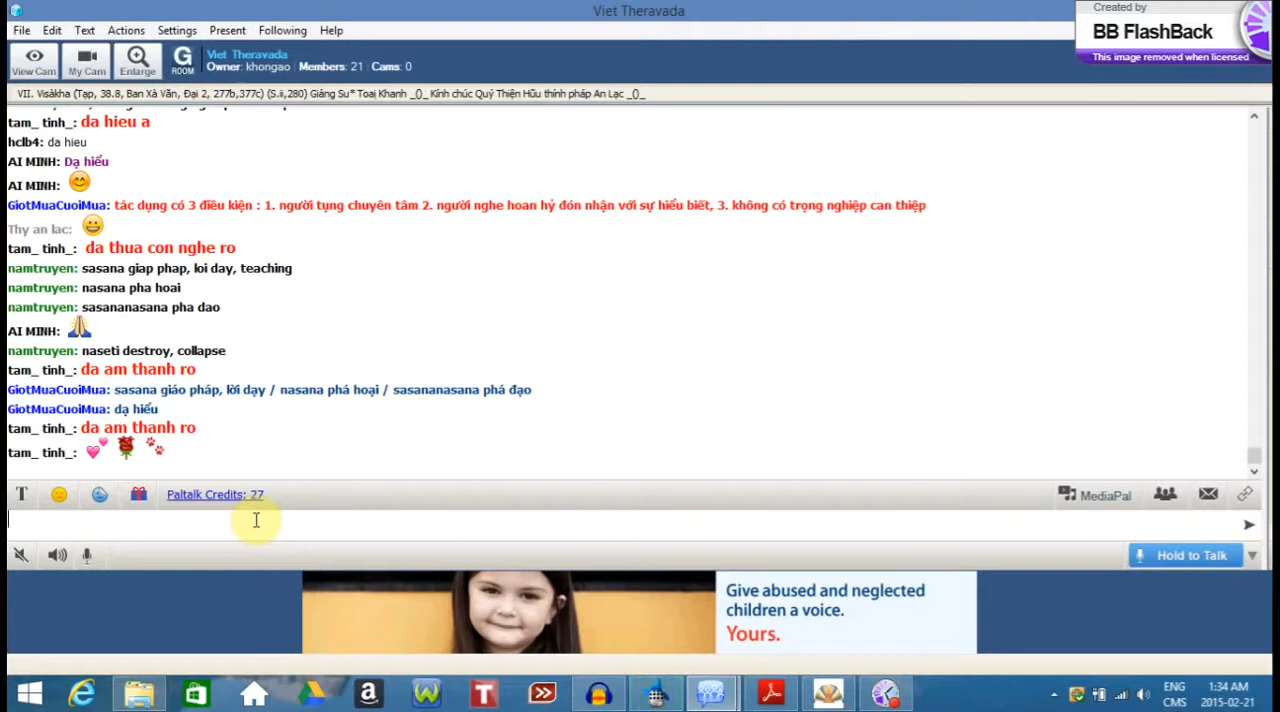 Viet Theravada
Created by
BB FlashBack
This image removed when licensed
File Edit Text Actions Settings Present Following Help
View Cam My Cam Enlarge G ROOM
Viet Theravada
Owner: khongao Members: 21 Cams: 0
VII. Visàkha (Tạp, 38.8, Ban Xà Văn, Đại 2, 277b,377c) (S.ii,280) Giảng Sư* Toại Khanh _()_ Kính chúc Quý Thiện Hữu thính pháp An Lạc _()_
tam_ tinh_: da hieu a
hclb4: da hieu
AI MINH: Dạ hiểu
AI MINH:
GiotMuaCuoiMua: tác dụng có 3 điều kiện : 1. người tụng chuyên tâm 2. người nghe hoan hỷ đón nhận với sự hiểu biết, 3. không có trọng nghiệp can thiệp
Thy an lac:
tam_ tinh_: da thua con nghe ro
namtruyen: sasana giap phap, loi day, teaching
namtruyen: nasana pha hoai
namtruyen: sasananasana pha dao
AI MINH:
namtruyen: naseti destroy, collapse
tam_ tinh_: da am thanh ro
GiotMuaCuoiMua: sasana giáo pháp, lời dạy / nasana phá hoại / sasananasana phá đạo
GiotMuaCuoiMua: dạ hiểu
tam_ tinh_: da am thanh ro
tam_ tinh_:
T Paltalk Credits: 27 MediaPal
Hold to Talk
Give abused and neglected
children a voice.
Yours.
ENG 1:34 AM
CMS 2015-02-21